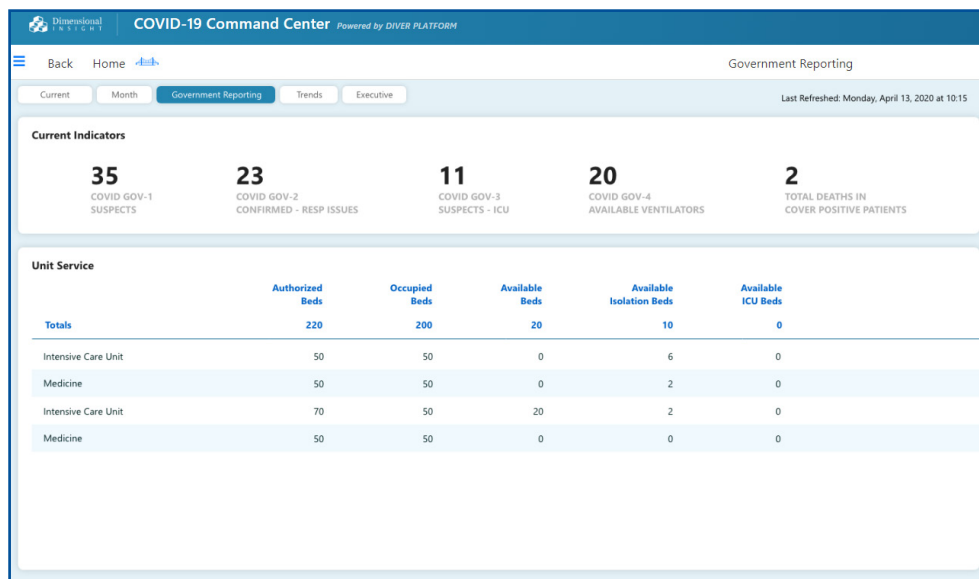 Dimensional
INSIGHT
COVID-19 Command Center Powered by DIVER PLATFORM
Back Home Government Reporting
Current Month Government Reporting Trends Executive
Last Refreshed: Monday, April 13, 2020 at 10:15
Current Indicators
35 23 11 20 2
COVID GOV-1 COVID GOV-2 COVID GOV-3 COVID GOV-4 TOTAL DEATHS IN
SUSPECTS CONFIRMED - RESP ISSUES SUSPECTS - ICU AVAILABLE VENTILATORS COVER POSITIVE PATIENTS
Unit Service
Authorized Occupied Available Available Available
Beds Beds Beds Isolation Beds ICU Beds
Totals 220 200 20 10 0
Intensive Care Unit 50 50 0 6 0
Medicine 50 50 0 2 0
Intensive Care Unit 70 50 20 2 0
Medicine 50 50 0 0 0